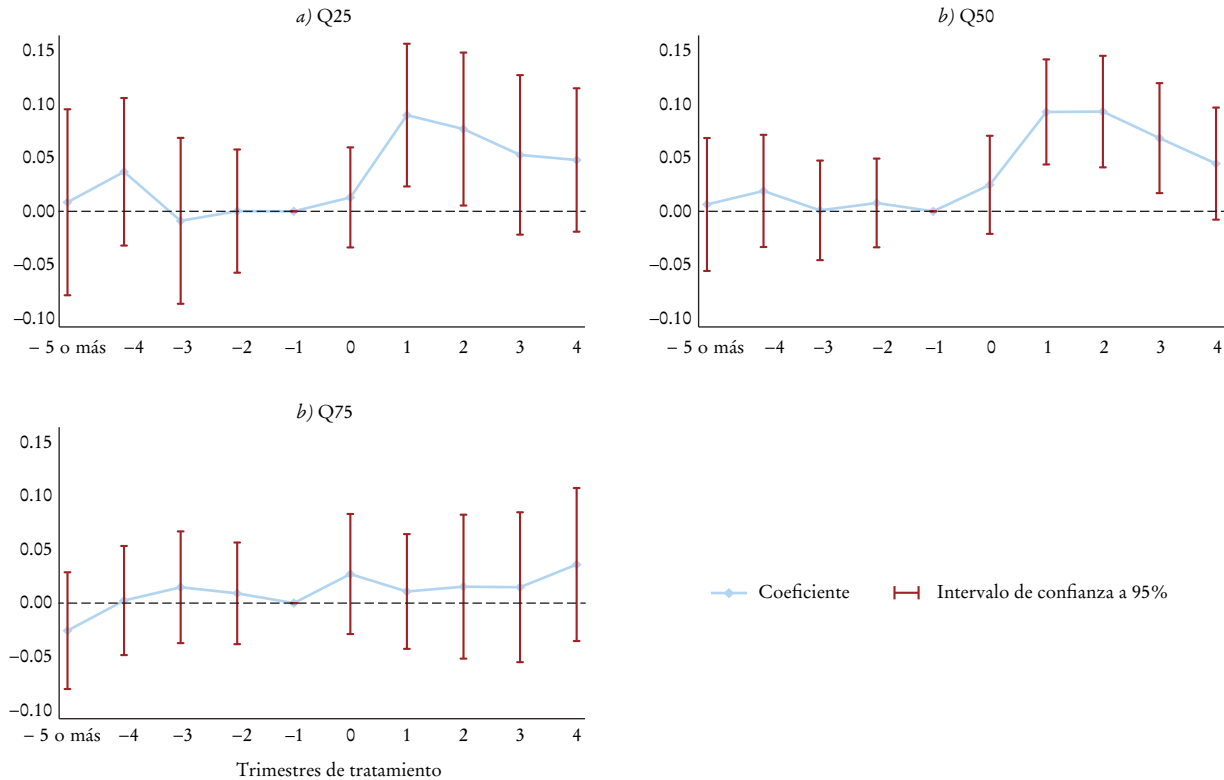 a) Q25
0.15
0.10
0.05
0.00
–0.05
–0.10
– 5 o más –4 –3 –2 –1 0 1 2 3 4
b) Q50
0.15
0.10
0.05
0.00
–0.05
–0.10
– 5 o más –4 –3 –2 –1 0 1 2 3 4
b) Q75
0.15
0.10
0.05
0.00
–0.05
–0.10
– 5 o más –4 –3 –2 –1 0 1 2 3 4
Trimestres de tratamiento
Coeficiente Intervalo de confianza a 95%